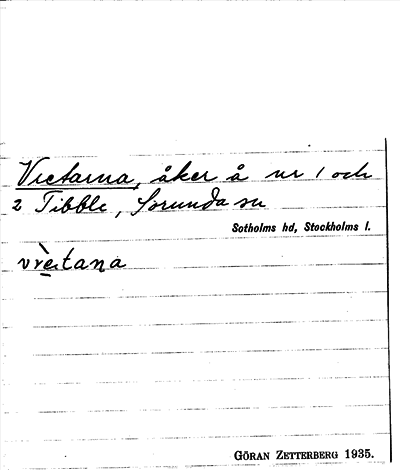 Vretarna, åker å nr 1 och
2 Tibble, Sorunda sn
Sotholms hd, Stockholms l.
vrètana
GÖRAN ZETTERBERG 1935.